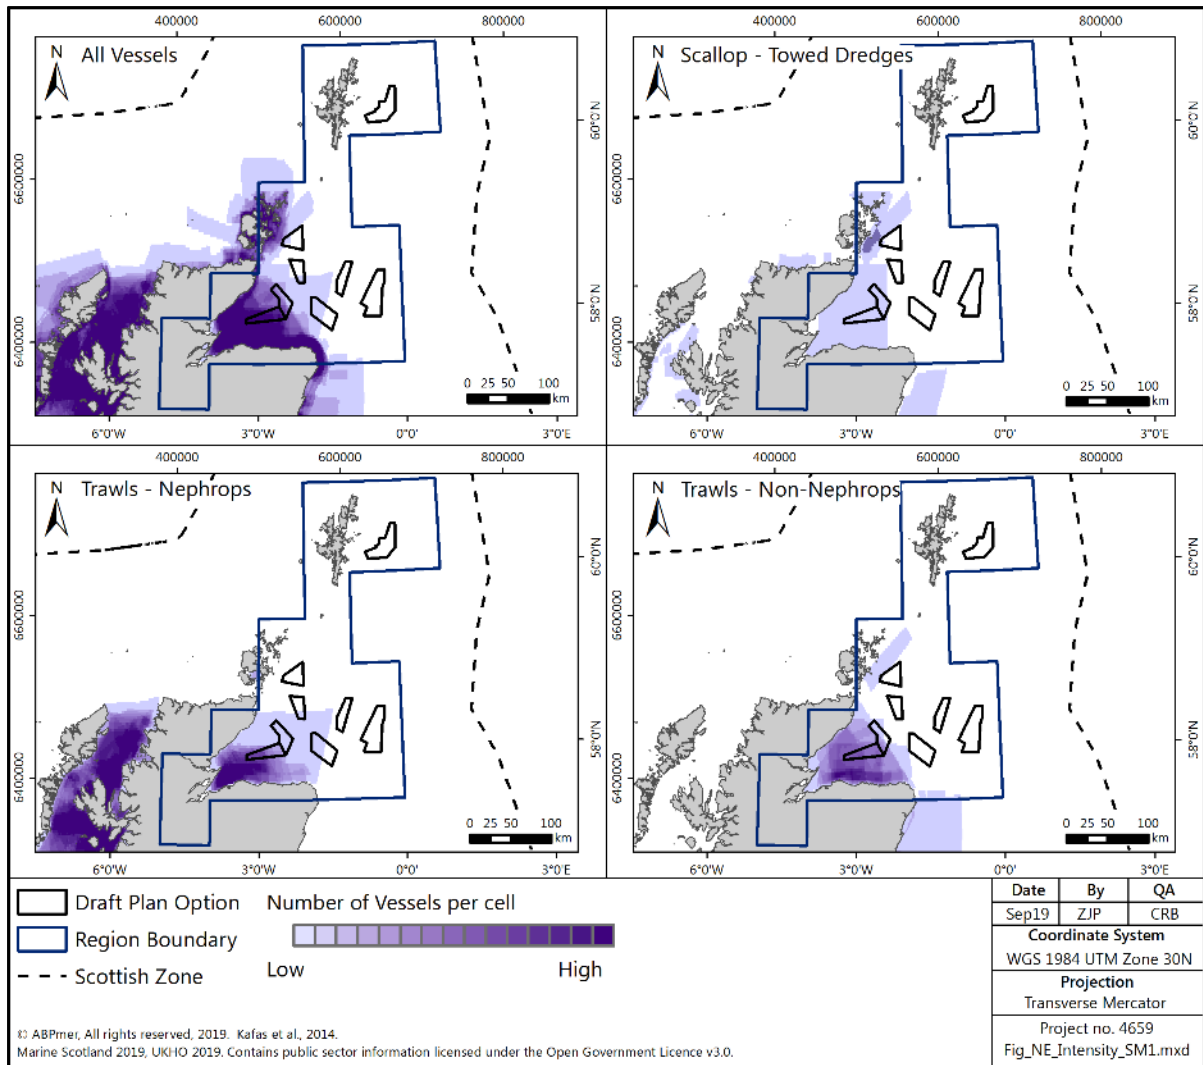 400000 600000 800000
400000 600000 800000
All Vessels
Scallop - Towed Dredges
N
N
60°0'N
60°0'N
6600000
6600000
58°0'N
58°0'N
6400000
6400000
0 25 50 100
km
0 25 50 100
km
6°0'W 3°0'W 0°0' 3°0'E
6°0'W 3°0'W 0°0' 3°0'E
400000 600000 800000
400000 600000 800000
Trawls - Nephrops
Trawls - Non-Nephrops
N
N
60°0'N
60°0'N
6600000
6600000
58°0'N
58°0'N
6400000
6400000
0 25 50 100
km
0 25 50 100
km
6°0'W 3°0'W 0°0' 3°0'E
6°0'W 3°0'W 0°0' 3°0'E
Draft Plan Option
Region Boundary
Scottish Zone
Number of Vessels per cell
Low High
Date By QA
Sep19 ZJP CRB
Coordinate System
WGS 1984 UTM Zone 30N
Projection
Transverse Mercator
Project no. 4659
Fig_NE_Intensity_SM1.mxd
© ABPmer, All rights reserved, 2019. Kafas et al., 2014.
Marine Scotland 2019, UKHO 2019. Contains public sector information licensed under the Open Government Licence v3.0.